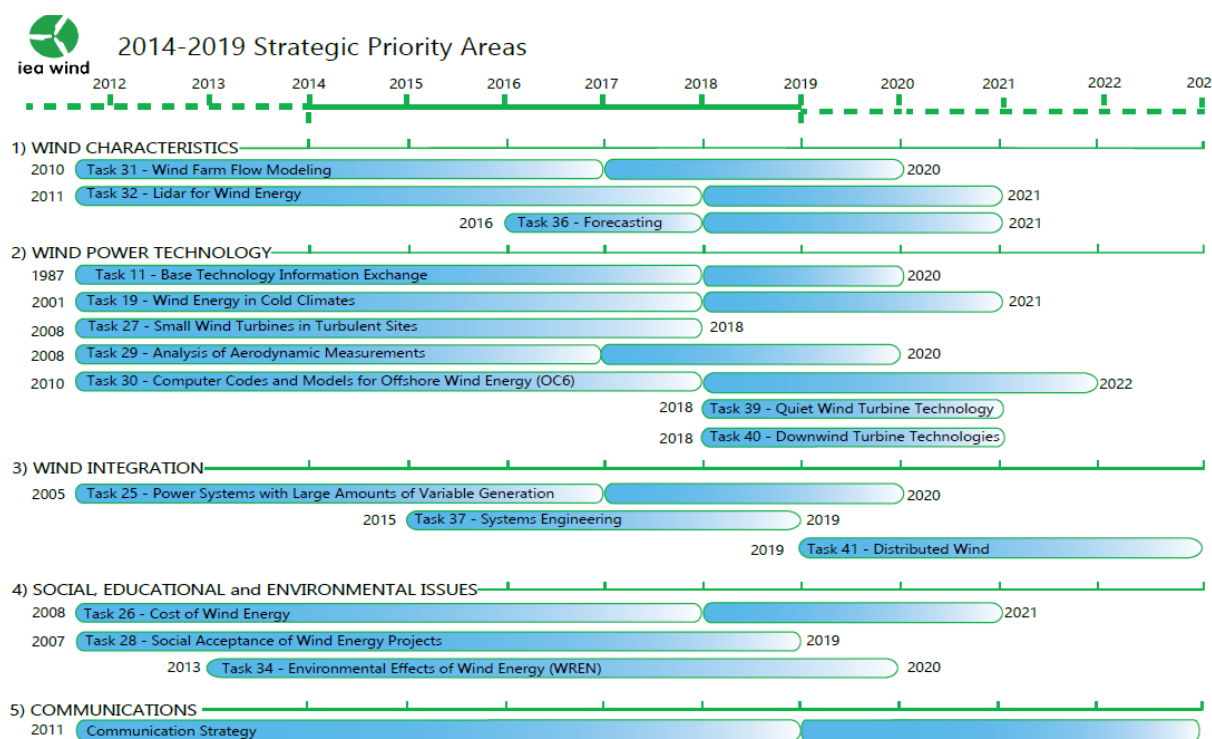 iea wind
2014-2019 Strategic Priority Areas
2012 2013 2014 2015 2016 2017 2018 2019 2020 2021 2022 202
1) WIND CHARACTERISTICS
2010 Task 31 - Wind Farm Flow Modeling 2020
2011 Task 32 - Lidar for Wind Energy 2021
2016 Task 36 - Forecasting 2021
2) WIND POWER TECHNOLOGY
1987 Task 11 - Base Technology Information Exchange 2020
2001 Task 19 - Wind Energy in Cold Climates 2021
2008 Task 27 - Small Wind Turbines in Turbulent Sites 2018
2008 Task 29 - Analysis of Aerodynamic Measurements 2020
2010 Task 30 - Computer Codes and Models for Offshore Wind Energy (OC6) 2022
2018 Task 39 - Quiet Wind Turbine Technology
2018 Task 40 - Downwind Turbine Technologies
3) WIND INTEGRATION
2005 Task 25 - Power Systems with Large Amounts of Variable Generation 2020
2015 Task 37 - Systems Engineering 2019
2019 Task 41 - Distributed Wind
4) SOCIAL, EDUCATIONAL and ENVIRONMENTAL ISSUES
2008 Task 26 - Cost of Wind Energy 2021
2007 Task 28 - Social Acceptance of Wind Energy Projects 2019
2013 Task 34 - Environmental Effects of Wind Energy (WREN) 2020
5) COMMUNICATIONS
2011 Communication Strategy